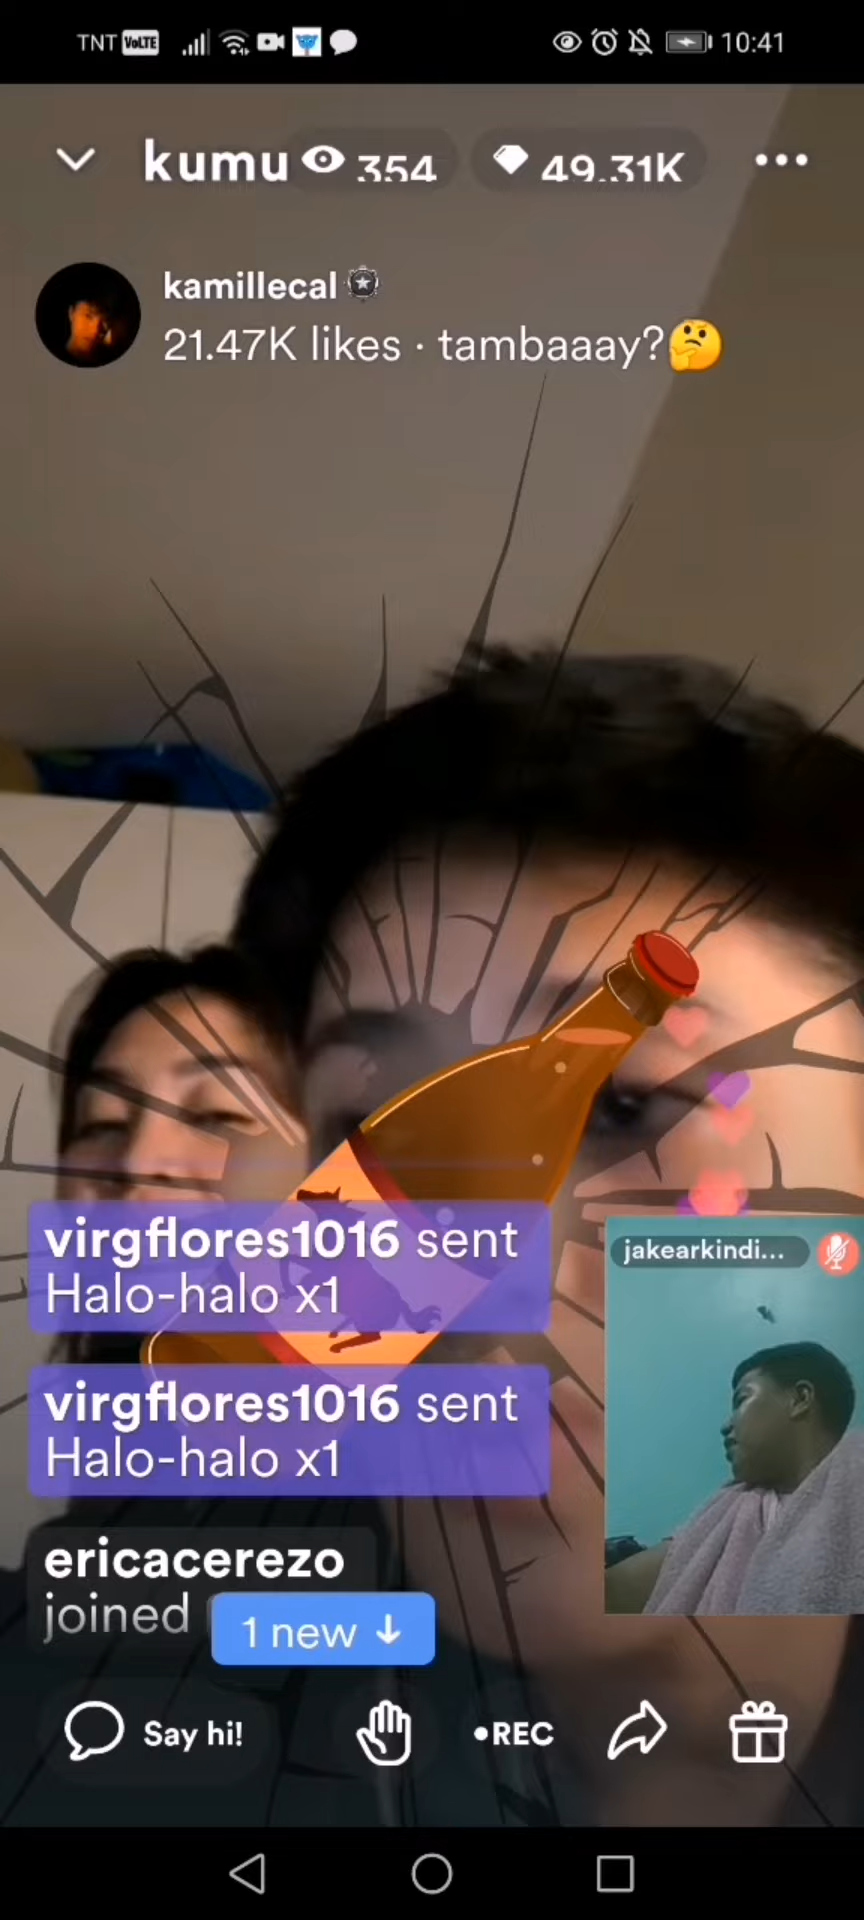 TNT VoLTE 10:41
kumu 354 49.31K
kamillecal
21.47K likes · tambaaay?🤔
jakearkindi...
virgflores1016 sent
Halo-halo x1
virgflores1016 sent
Halo-halo x1
ericacerezo
joined
1 new ↓
Say hi! •REC